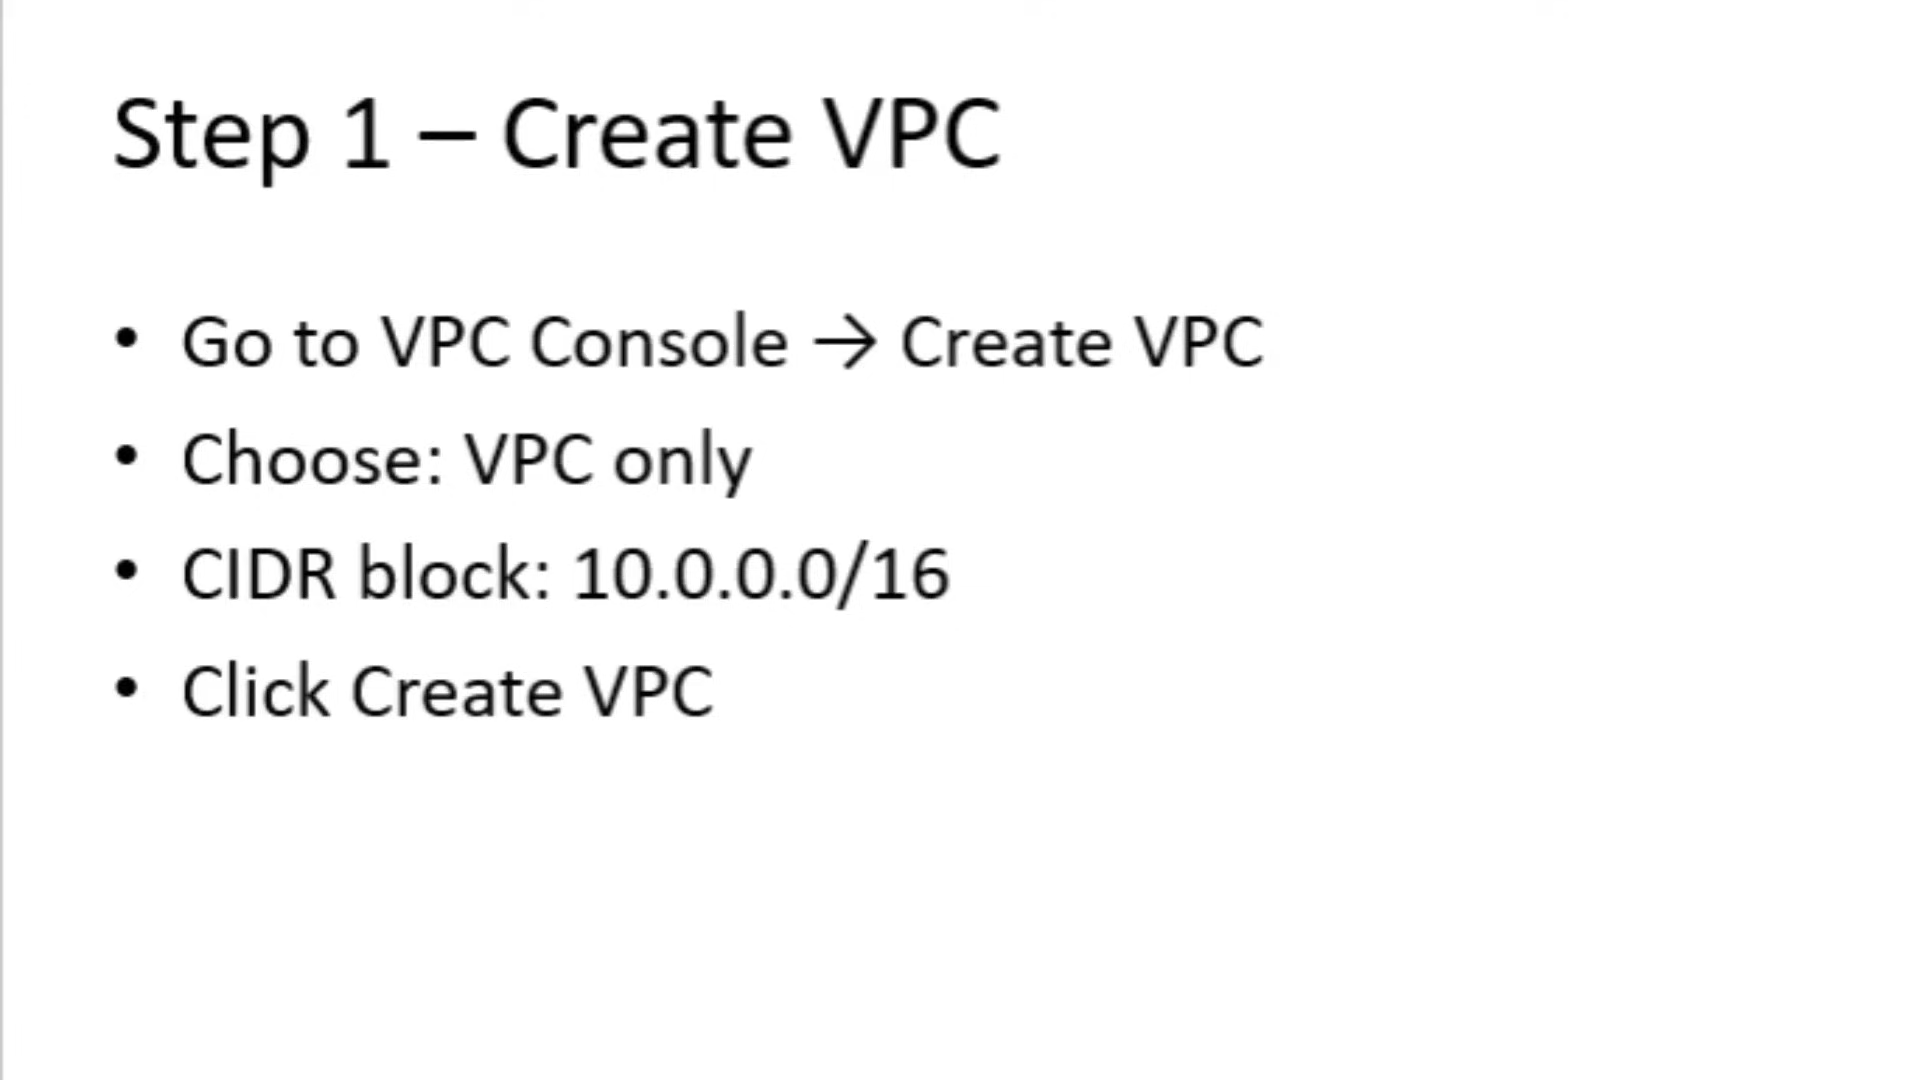 Step 1 – Create VPC
• Go to VPC Console → Create VPC
• Choose: VPC only
• CIDR block: 10.0.0.0/16
• Click Create VPC